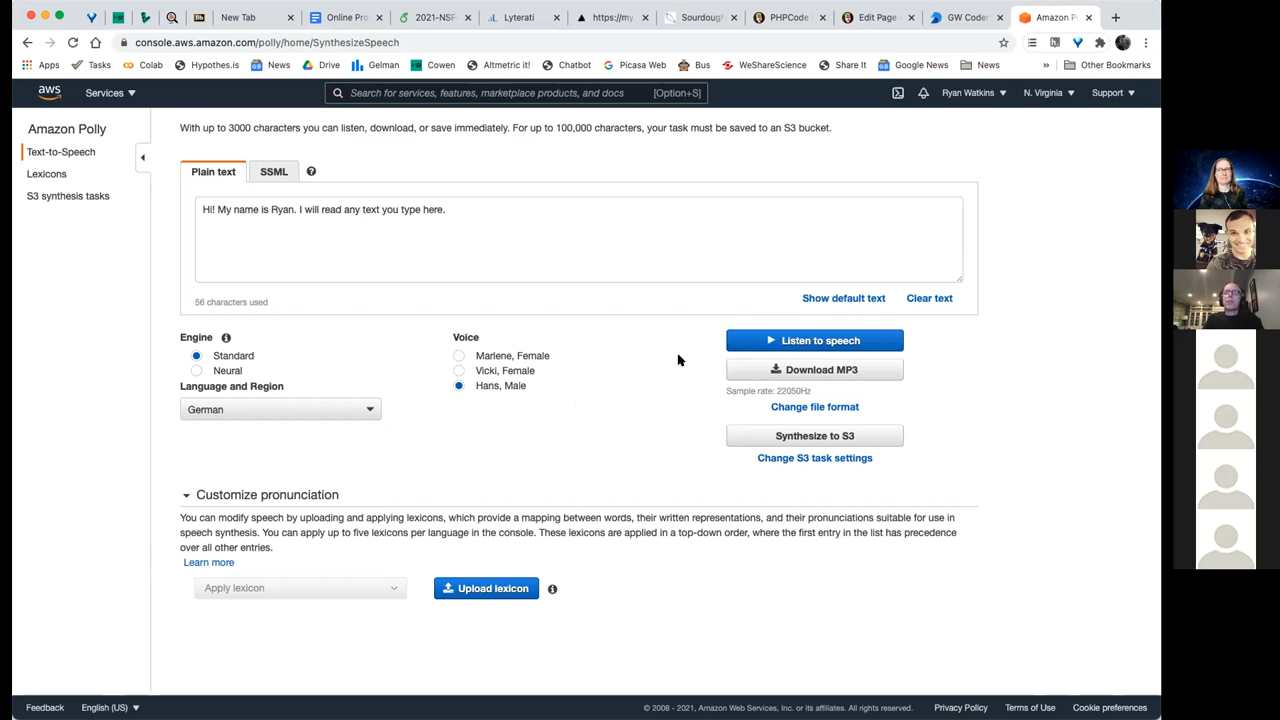 New Tab
Online Pro
2021-NSF
Lyterati
https://my
Sourdough
PHPCode
Edit Page
GW Coder
Amazon Po
console.aws.amazon.com/polly/home/SynthesizeSpeech
Apps Tasks Colab Hypothes.is News Drive Gelman Cowen Altmetric it! Chatbot Picasa Web Bus WeShareScience Share It Google News News » Other Bookmarks
aws Services Search for services, features, marketplace products, and docs [Option+S] Ryan Watkins N. Virginia Support
Amazon Polly
Text-to-Speech
Lexicons
S3 synthesis tasks
With up to 3000 characters you can listen, download, or save immediately. For up to 100,000 characters, your task must be saved to an S3 bucket.
Plain text SSML
Hi! My name is Ryan. I will read any text you type here.
56 characters used
Show default text Clear text
Engine
Standard
Neural
Language and Region
German
Voice
Marlene, Female
Vicki, Female
Hans, Male
Listen to speech
Download MP3
Sample rate: 22050Hz
Change file format
Synthesize to S3
Change S3 task settings
Customize pronunciation
You can modify speech by uploading and applying lexicons, which provide a mapping between words, their written representations, and their pronunciations suitable for use in
speech synthesis. You can apply up to five lexicons per language in the console. These lexicons are applied in a top-down order, where the first entry in the list has precedence
over all other entries.
Learn more
Apply lexicon Upload lexicon
Feedback English (US) © 2008 - 2021, Amazon Web Services, Inc. or its affiliates. All rights reserved. Privacy Policy Terms of Use Cookie preferences